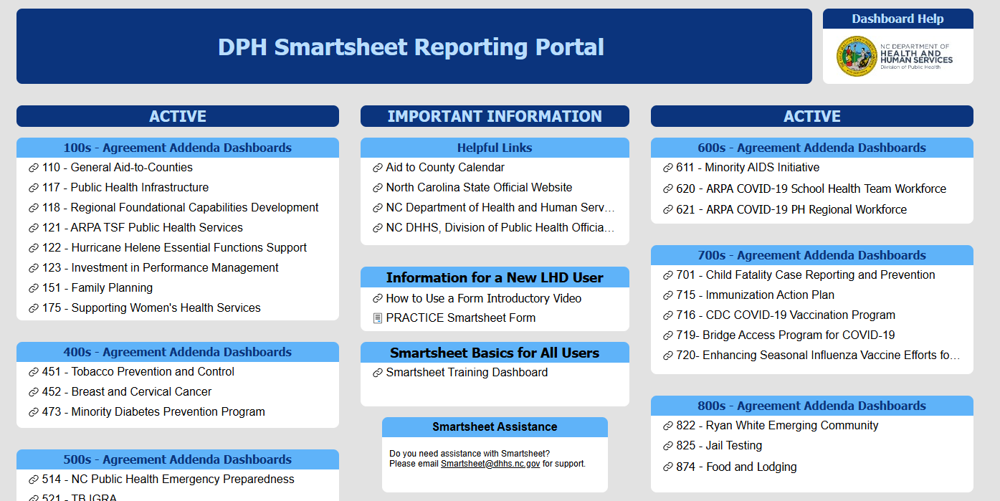 DPH Smartsheet Reporting Portal
Dashboard Help
NC DEPARTMENT OF
HEALTH AND
HUMAN SERVICES
Division of Public Health
ACTIVE
100s - Agreement Addenda Dashboards
110 - General Aid-to-Counties
117 - Public Health Infrastructure
118 - Regional Foundational Capabilities Development
121 - ARPA TSF Public Health Services
122 - Hurricane Helene Essential Functions Support
123 - Investment in Performance Management
151 - Family Planning
175 - Supporting Women's Health Services
400s - Agreement Addenda Dashboards
451 - Tobacco Prevention and Control
452 - Breast and Cervical Cancer
473 - Minority Diabetes Prevention Program
500s - Agreement Addenda Dashboards
514 - NC Public Health Emergency Preparedness
521 - TB IGRA
IMPORTANT INFORMATION
Helpful Links
Aid to County Calendar
North Carolina State Official Website
NC Department of Health and Human Serv...
NC DHHS, Division of Public Health Officia...
Information for a New LHD User
How to Use a Form Introductory Video
PRACTICE Smartsheet Form
Smartsheet Basics for All Users
Smartsheet Training Dashboard
Smartsheet Assistance
Do you need assistance with Smartsheet?
Please email Smartsheet@dhhs.nc.gov for support.
ACTIVE
600s - Agreement Addenda Dashboards
611 - Minority AIDS Initiative
620 - ARPA COVID-19 School Health Team Workforce
621 - ARPA COVID-19 PH Regional Workforce
700s - Agreement Addenda Dashboards
701 - Child Fatality Case Reporting and Prevention
715 - Immunization Action Plan
716 - CDC COVID-19 Vaccination Program
719- Bridge Access Program for COVID-19
720- Enhancing Seasonal Influenza Vaccine Efforts fo...
800s - Agreement Addenda Dashboards
822 - Ryan White Emerging Community
825 - Jail Testing
874 - Food and Lodging